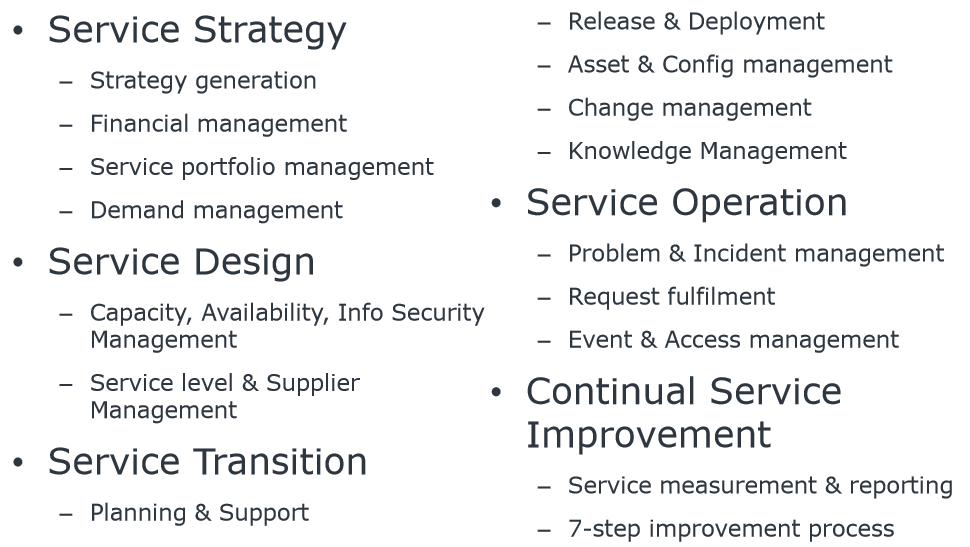 • Service Strategy
– Strategy generation
– Financial management
– Service portfolio management
– Demand management
• Service Design
– Capacity, Availability, Info Security
Management
– Service level & Supplier
Management
• Service Transition
– Planning & Support
– Release & Deployment
– Asset & Config management
– Change management
– Knowledge Management
• Service Operation
– Problem & Incident management
– Request fulfilment
– Event & Access management
• Continual Service
Improvement
– Service measurement & reporting
– 7-step improvement process